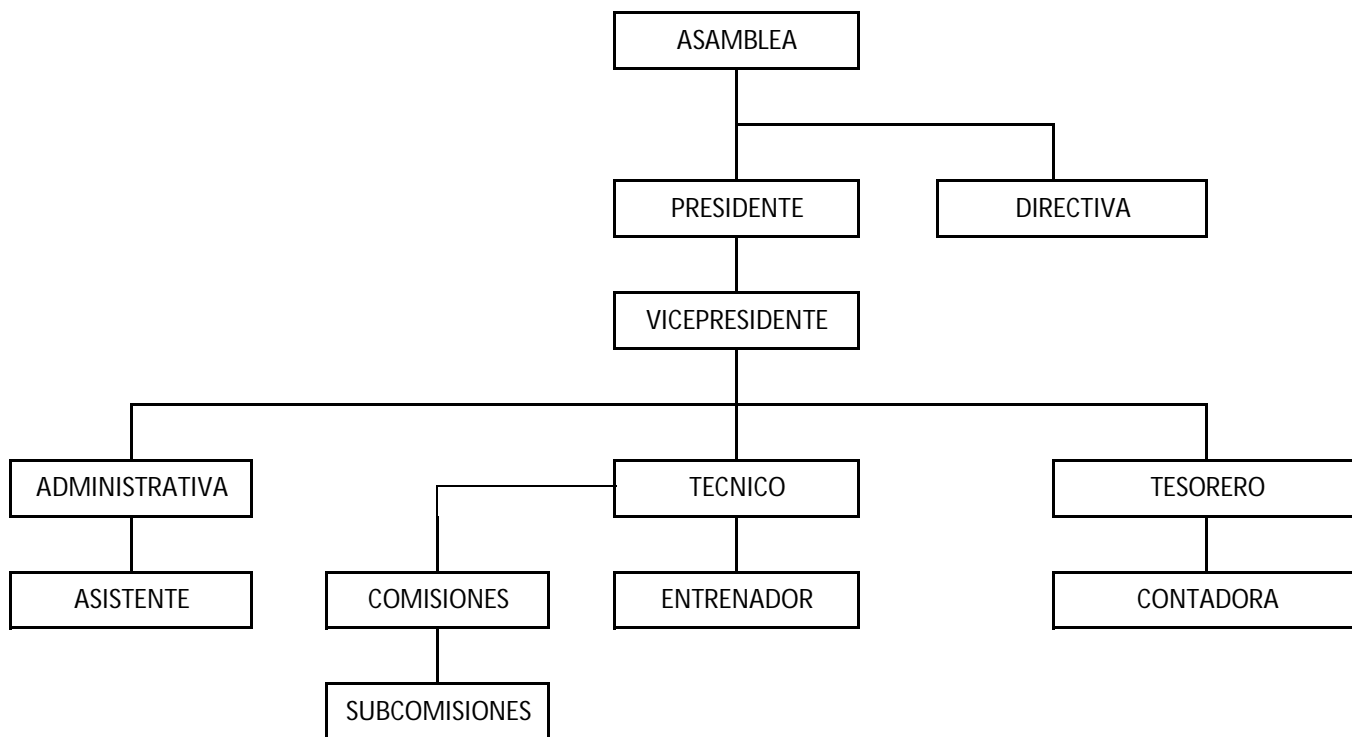 ASAMBLEA
PRESIDENTE
DIRECTIVA
VICEPRESIDENTE
ADMINISTRATIVA
TECNICO
TESORERO
ASISTENTE
COMISIONES
ENTRENADOR
CONTADORA
SUBCOMISIONES